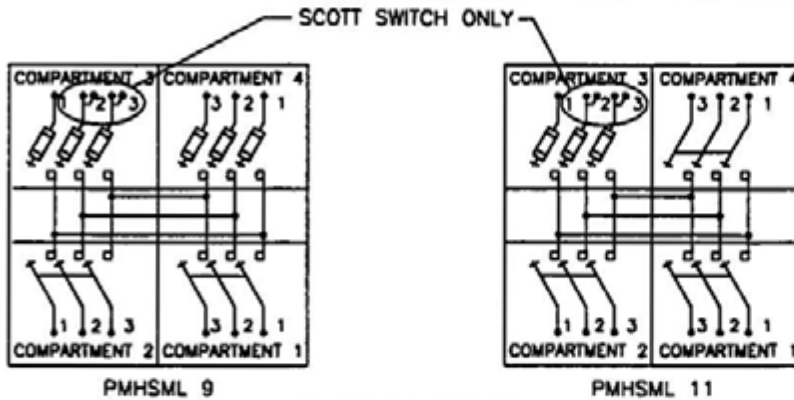 SCOTT SWITCH ONLY
COMPARTMENT 3 COMPARTMENT 4
1 2 3 3 2 1
1 2 3 3 2 1
COMPARTMENT 2 COMPARTMENT 1
PMHSML 9
COMPARTMENT 3 COMPARTMENT 4
1 2 3 3 2 1
1 2 3 3 2 1
COMPARTMENT 2 COMPARTMENT 1
PMHSML 11